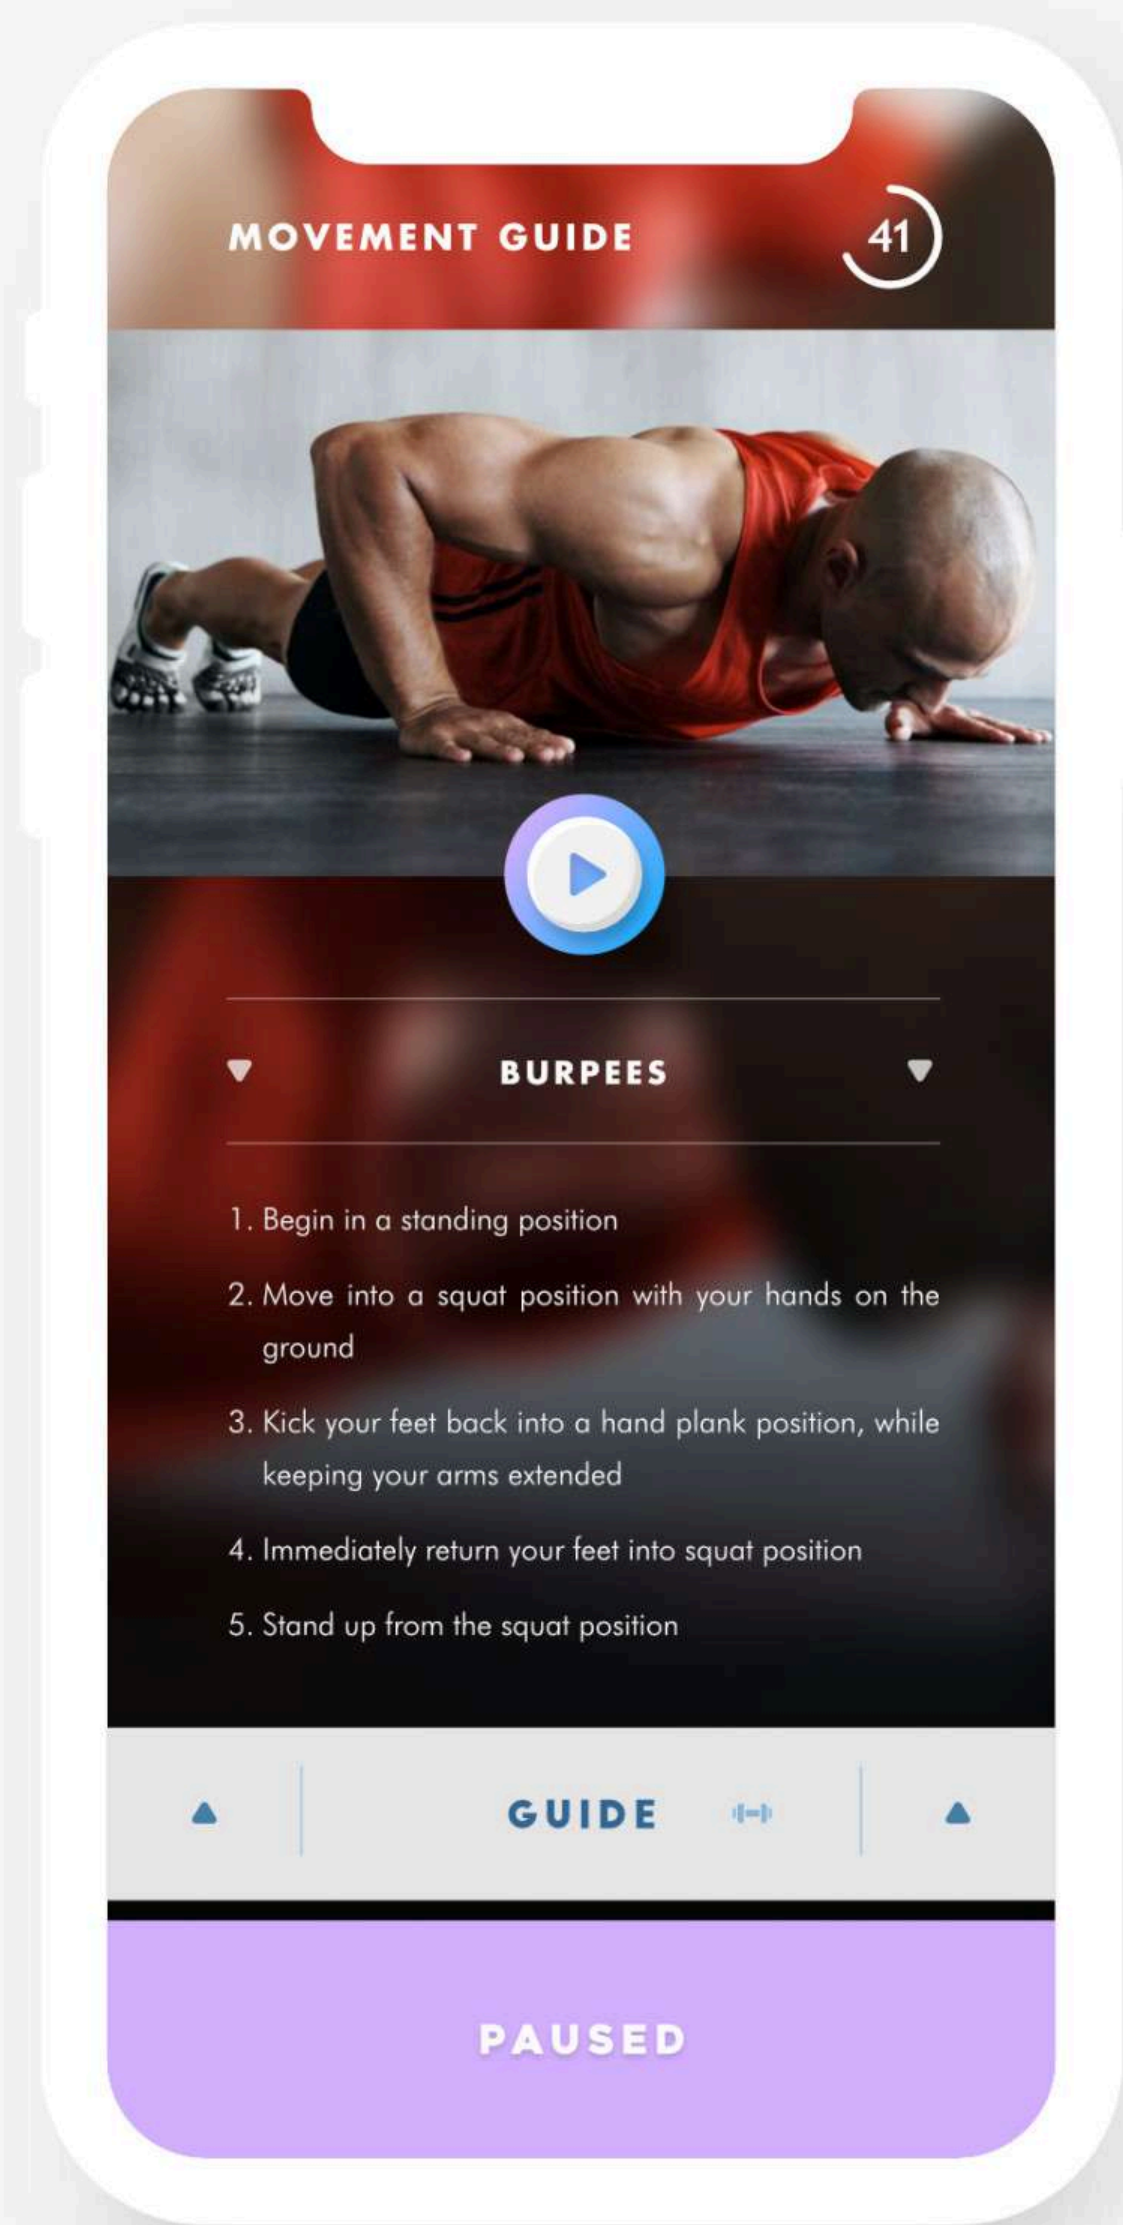 MOVEMENT GUIDE
41
BURPEES
1. Begin in a standing position
2. Move into a squat position with your hands on the
ground
3. Kick your feet back into a hand plank position, while
keeping your arms extended
4. Immediately return your feet into squat position
5. Stand up from the squat position
GUIDE
PAUSED